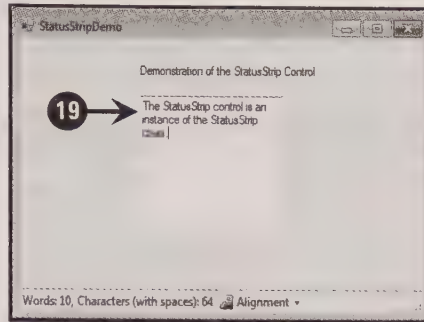 StatusStripDemo
Demonstration of the StatusStrip Control
19
The StatusStrip control is an
instance of the StatusStrip
Words: 10, Characters (with spaces): 64 Alignment